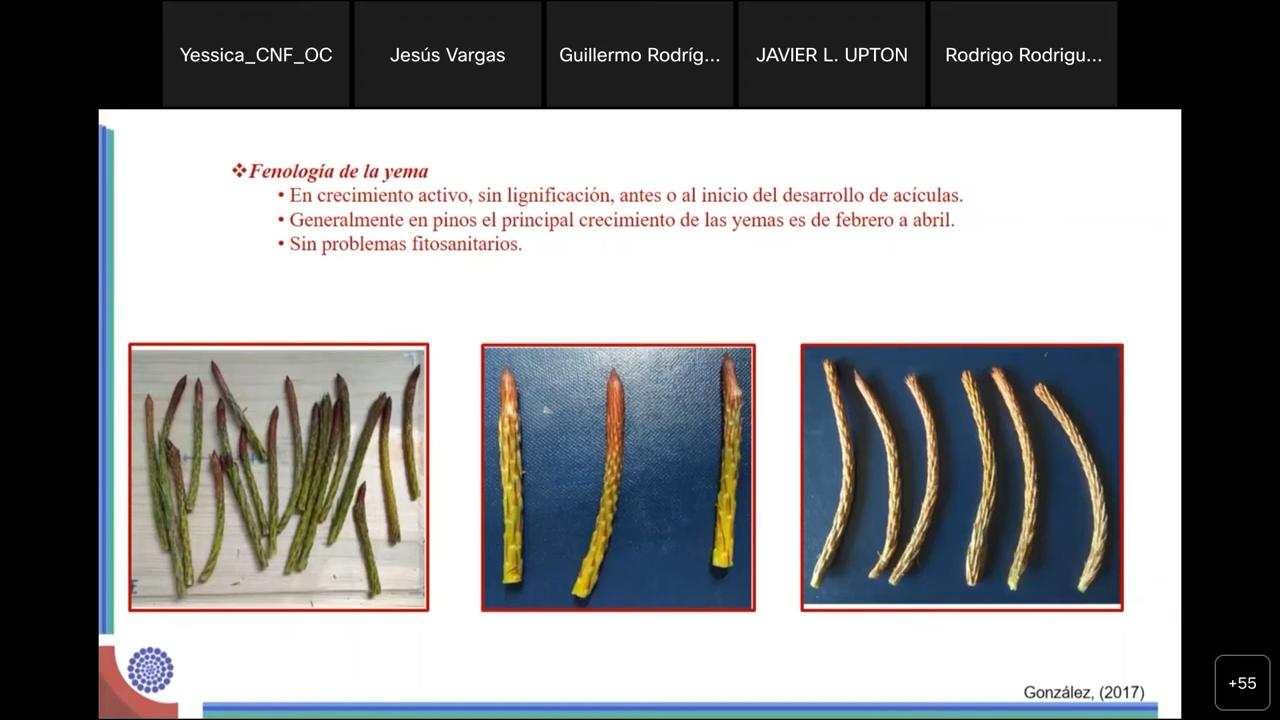 Yessica_CNF_OC
Jesús Vargas
Guillermo Rodríg...
JAVIER L. UPTON
Rodrigo Rodrigu...
❖Fenología de la yema
• En crecimiento activo, sin lignificación, antes o al inicio del desarrollo de acículas.
• Generalmente en pinos el principal crecimiento de las yemas es de febrero a abril.
• Sin problemas fitosanitarios.
González, (2017)
+55